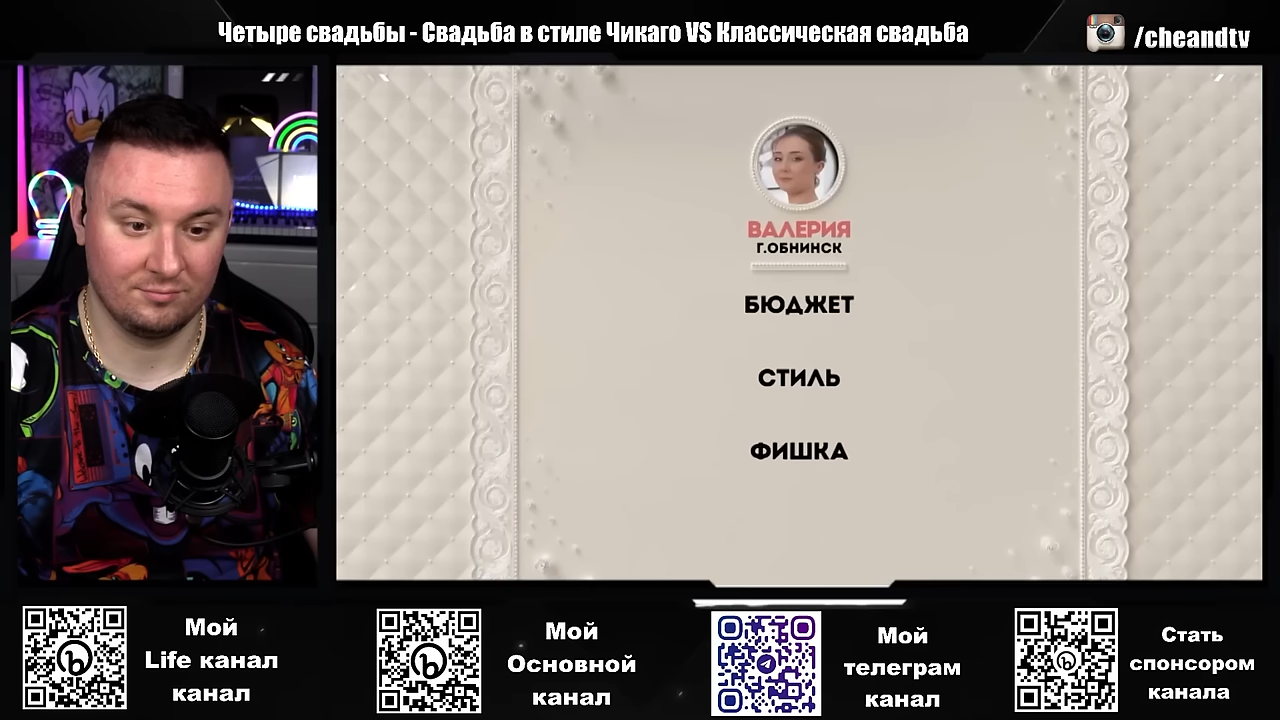 Четыре свадьбы - Свадьба в стиле Чикаго VS Классическая свадьба
/cheandtv
ВАЛЕРИЯ
Г.ОБНИНСК
БЮДЖЕТ
СТИЛЬ
ФИШКА
Мой
Life канал
канал
Мой
Основной
канал
Мой
телеграм
канал
Стать
спонсором
канала